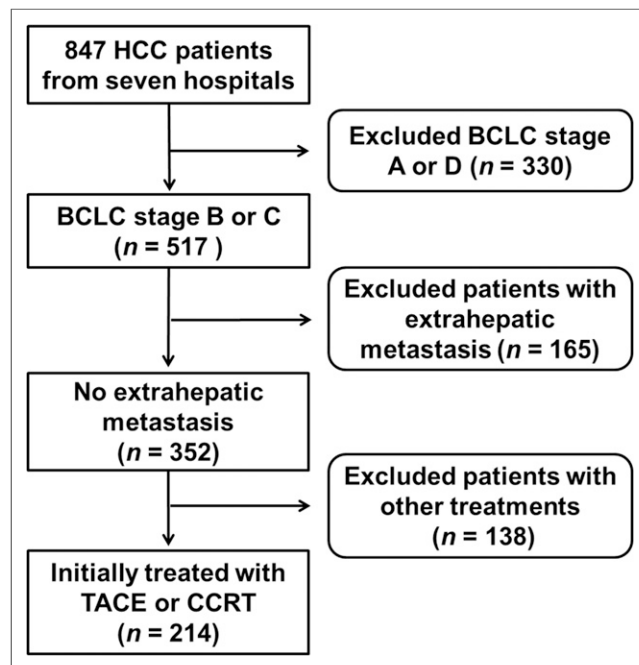 847 HCC patients
from seven hospitals
Excluded BCLC stage
A or D (n = 330)
BCLC stage B or C
(n = 517 )
Excluded patients with
extrahepatic
metastasis (n = 165)
No extrahepatic
metastasis
(n = 352)
Excluded patients with
other treatments
(n = 138)
Initially treated with
TACE or CCRT
(n = 214)